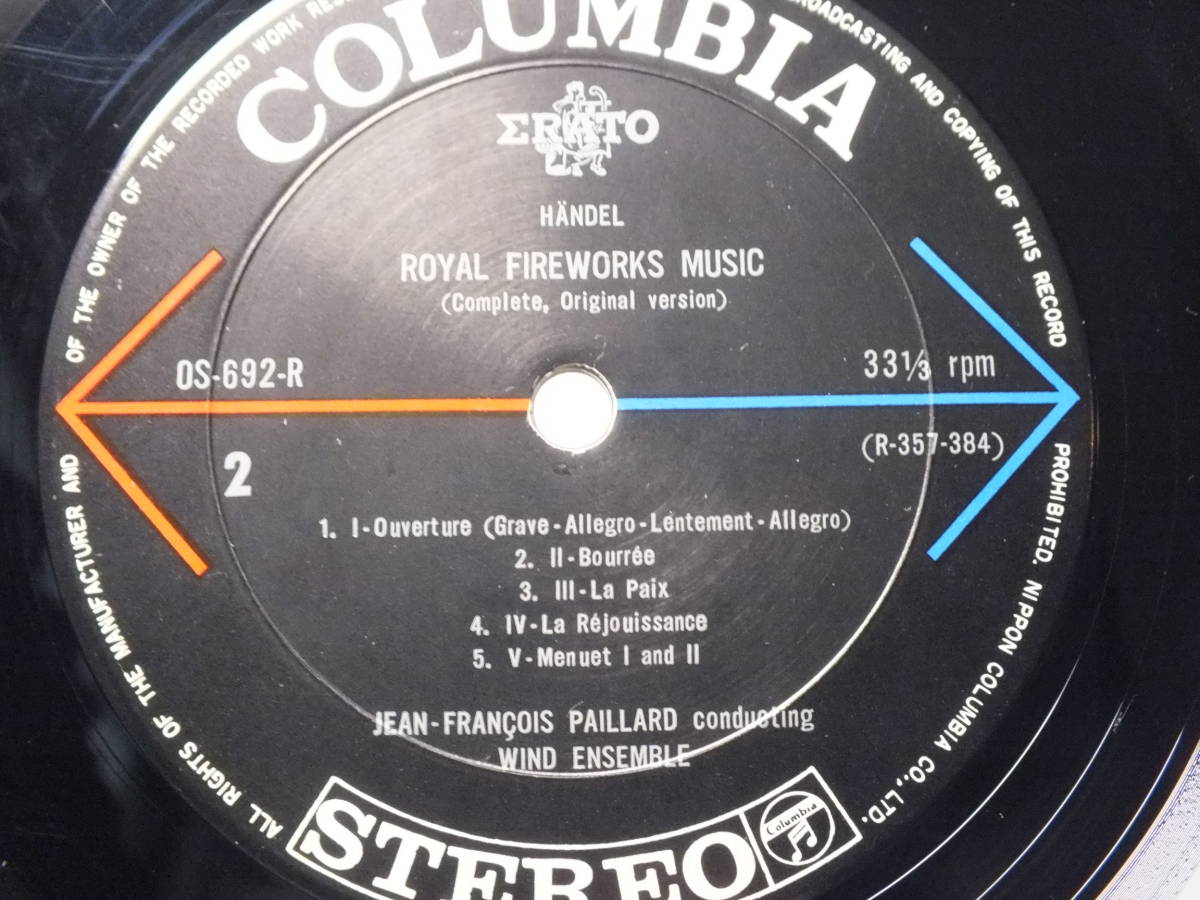 COLUMBIA
ΣRATO
HÄNDEL
ROYAL FIREWORKS MUSIC
(Complete, Original version)
OS-692-R
33⅓ rpm
(R-357-384)
2
1. I-Ouverture (Grave-Allegro-Lentement-Allegro)
2. II-Bourrée
3. III-La Paix
4. IV-La Réjouissance
5. V-Menuet I and II
JEAN-FRANÇOIS PAILLARD conducting
WIND ENSEMBLE
STEREO
Columbia
ALL RIGHTS OF THE MANUFACTURER AND OF THE OWNER OF THE RECORDED WORK
BROADCASTING AND COPYING OF THIS RECORD PROHIBITED. NIPPON COLUMBIA CO., LTD.